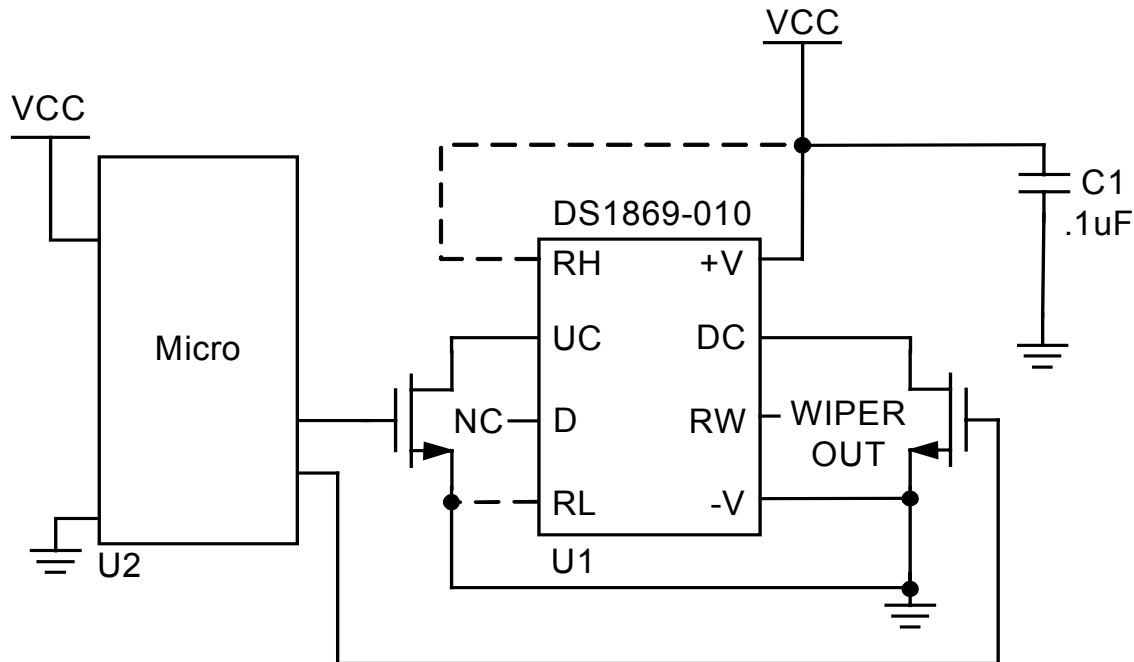 VCC
VCC
C1
.1uF
DS1869-010
RH
+V
UC
DC
Micro
NC
D
RW
WIPER
OUT
RL
-V
U2
U1